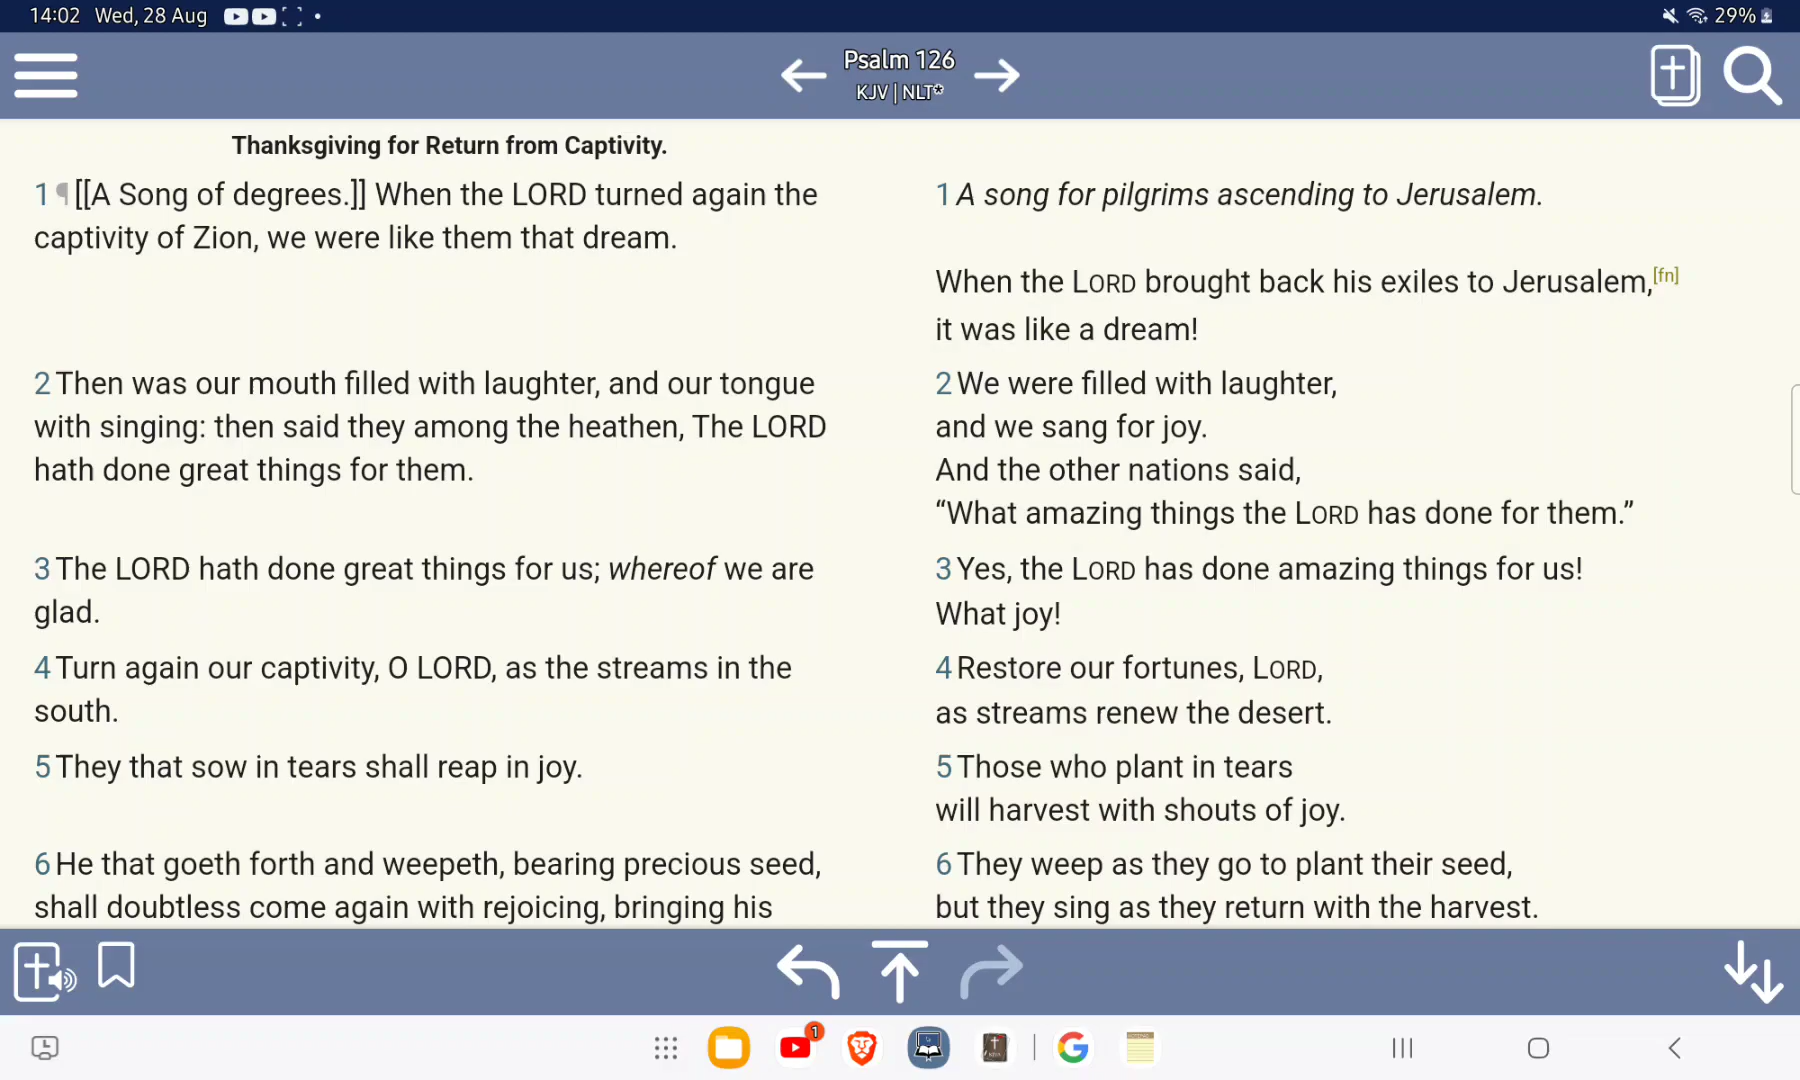 14:02 Wed, 28 Aug
29%
Psalm 126
KJV | NLT*
Thanksgiving for Return from Captivity.
1 ¶ [[A Song of degrees.]] When the LORD turned again the
captivity of Zion, we were like them that dream.
2 Then was our mouth filled with laughter, and our tongue
with singing: then said they among the heathen, The LORD
hath done great things for them.
3 The LORD hath done great things for us; whereof we are
glad.
4 Turn again our captivity, O LORD, as the streams in the
south.
5 They that sow in tears shall reap in joy.
6 He that goeth forth and weepeth, bearing precious seed,
shall doubtless come again with rejoicing, bringing his
1 A song for pilgrims ascending to Jerusalem.
When the LORD brought back his exiles to Jerusalem,[fn]
it was like a dream!
2 We were filled with laughter,
and we sang for joy.
And the other nations said,
“What amazing things the LORD has done for them.”
3 Yes, the LORD has done amazing things for us!
What joy!
4 Restore our fortunes, LORD,
as streams renew the desert.
5 Those who plant in tears
will harvest with shouts of joy.
6 They weep as they go to plant their seed,
but they sing as they return with the harvest.
1